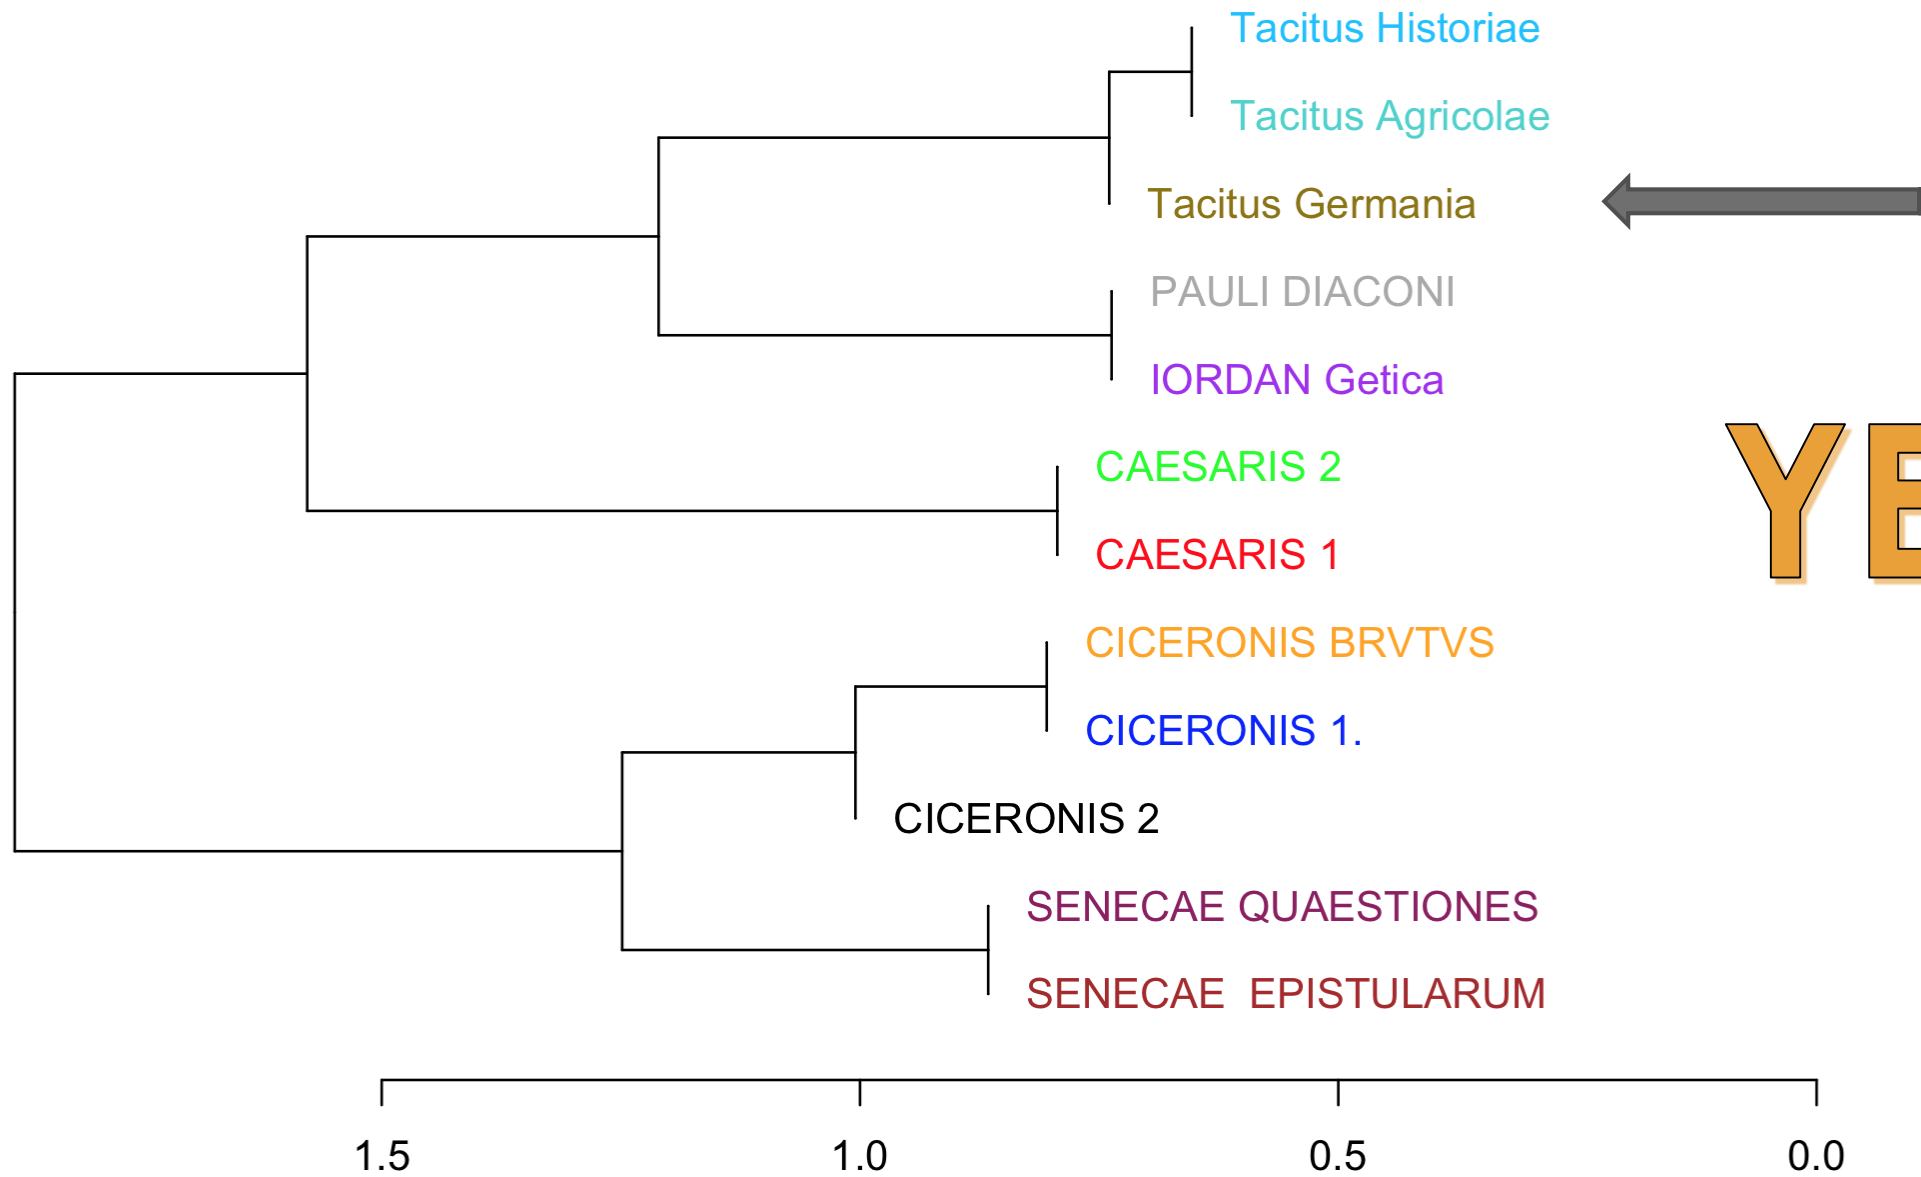 Tacitus Historiae
Tacitus Agricolae
Tacitus Germania
PAULI DIACONI
IORDAN Getica
CAESARIS 2
CAESARIS 1
YE
CICERONIS BRVTVS
CICERONIS 1.
CICERONIS 2
SENECAE QUAESTIONES
SENECAE  EPISTULARUM
1.5 1.0 0.5 0.0